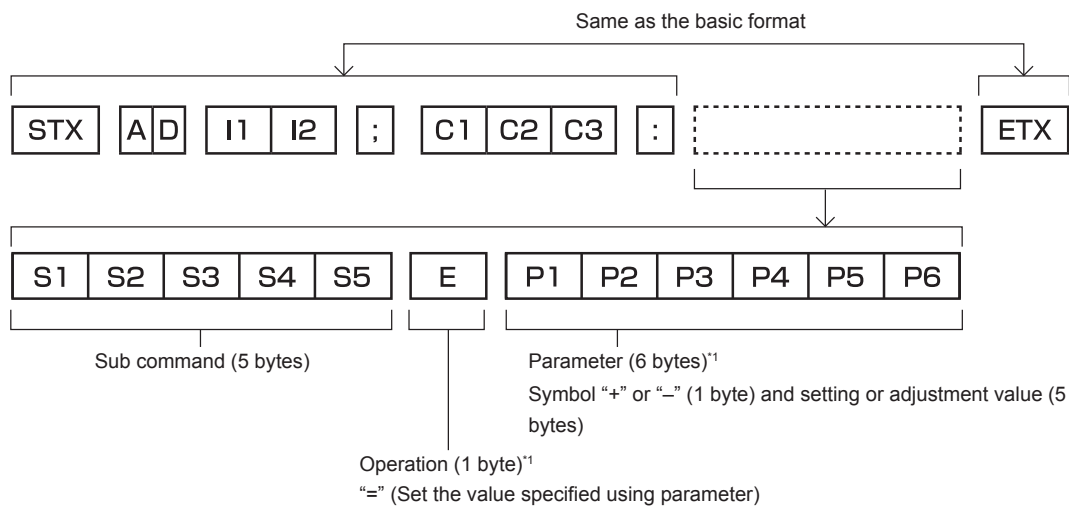 Same as the basic format
STX A D I1 I2 ; C1 C2 C3 : ETX
S1 S2 S3 S4 S5 E P1 P2 P3 P4 P5 P6
Sub command (5 bytes)
Parameter (6 bytes)*1
Symbol “+” or “–” (1 byte) and setting or adjustment value (5
bytes)
Operation (1 byte)*1
“=” (Set the value specified using parameter)